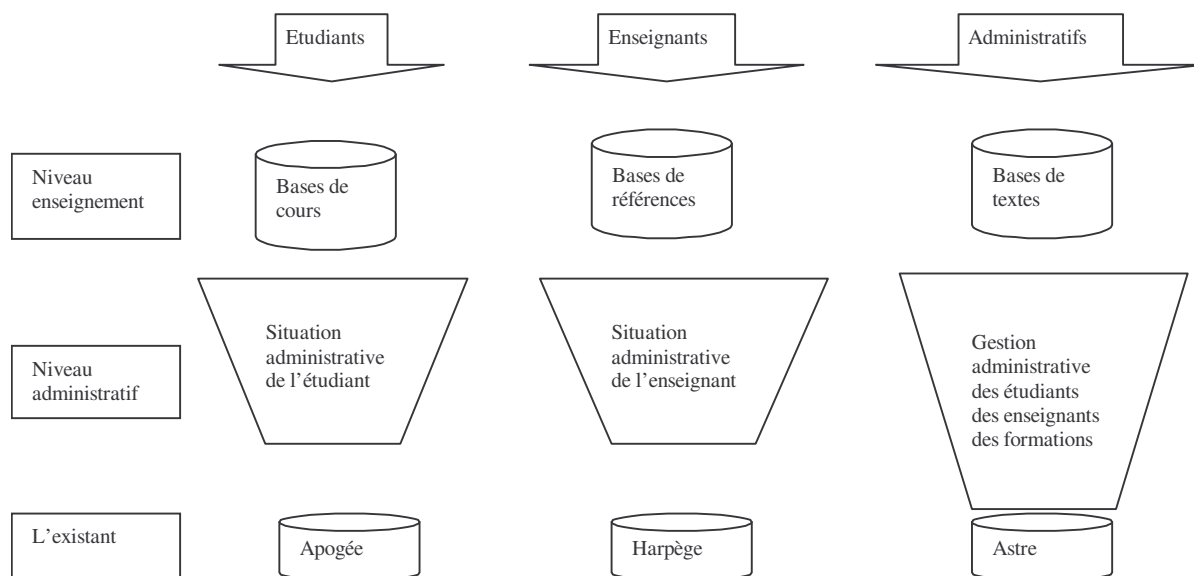 Etudiants
Enseignants
Administratifs
Niveau
enseignement
Bases de
cours
Bases de
références
Bases de
textes
Niveau
administratif
Situation
administrative
de l’étudiant
Situation
administrative
de l’enseignant
Gestion
administrative
des étudiants
des enseignants
des formations
L’existant
Apogée
Harpège
Astre